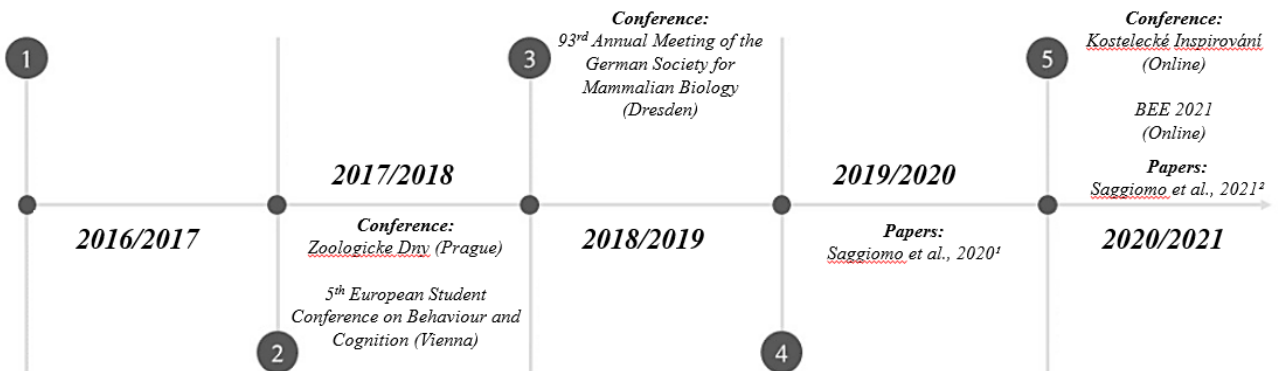 1
2016/2017
2017/2018
Conference:
Zoologicke Dny (Prague)
5th European Student
Conference on Behaviour and
Cognition (Vienna)
2
3
Conference:
93rd Annual Meeting of the
German Society for
Mammalian Biology
(Dresden)
2018/2019
2019/2020
Papers:
Saggiomo et al., 2020¹
4
5
Conference:
Kostelecké Inspirování
(Online)
BEE 2021
(Online)
Papers:
Saggiomo et al., 2021²
2020/2021